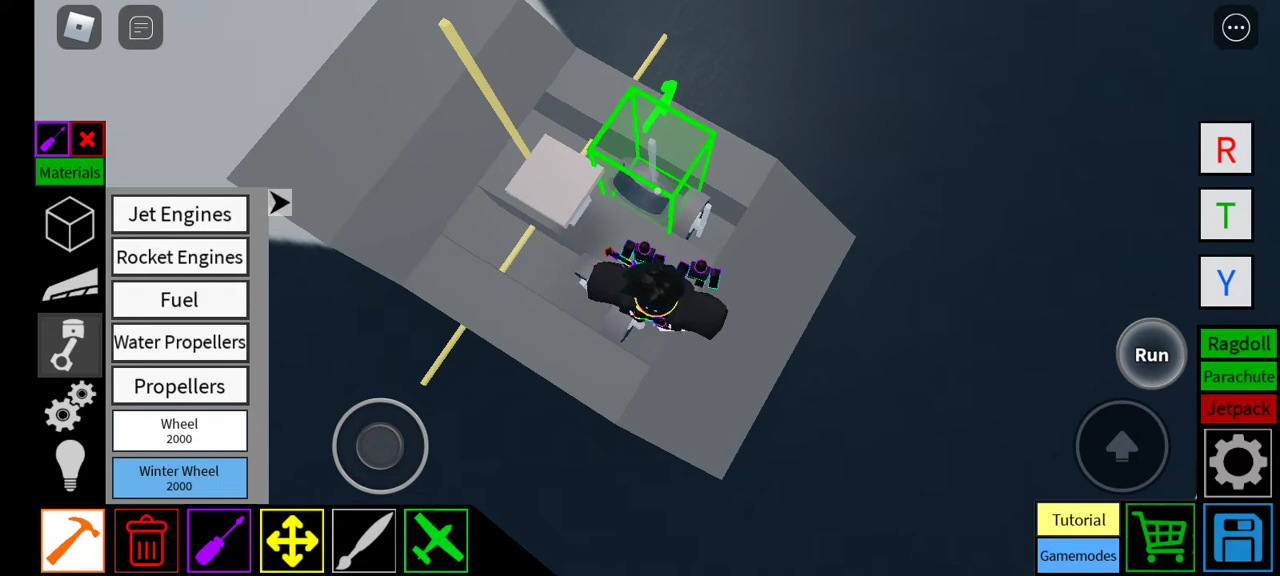 Materials
Jet Engines
Rocket Engines
Fuel
Water Propellers
Propellers
Wheel
2000
Winter Wheel
2000
R
T
Y
Run
Ragdoll
Parachute
Jetpack
Tutorial
Gamemodes